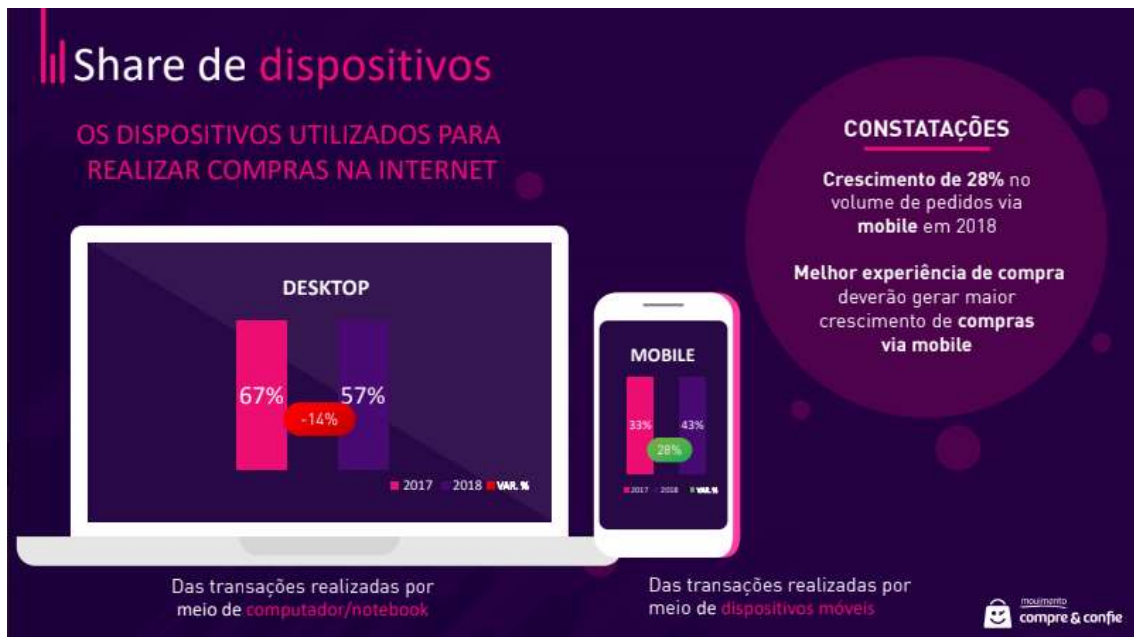 Share de dispositivos
OS DISPOSITIVOS UTILIZADOS PARA
REALIZAR COMPRAS NA INTERNET
DESKTOP
67%
57%
-14%
2017 2018 VAR. %
MOBILE
33%
43%
28%
2017 2018 VAR. %
Das transações realizadas por
meio de computador/notebook
Das transações realizadas por
meio de dispositivos móveis
CONSTATAÇÕES
Crescimento de 28% no
volume de pedidos via
mobile em 2018
Melhor experiência de compra
deverão gerar maior
crescimento de compras
via mobile
movimento
compre & confie